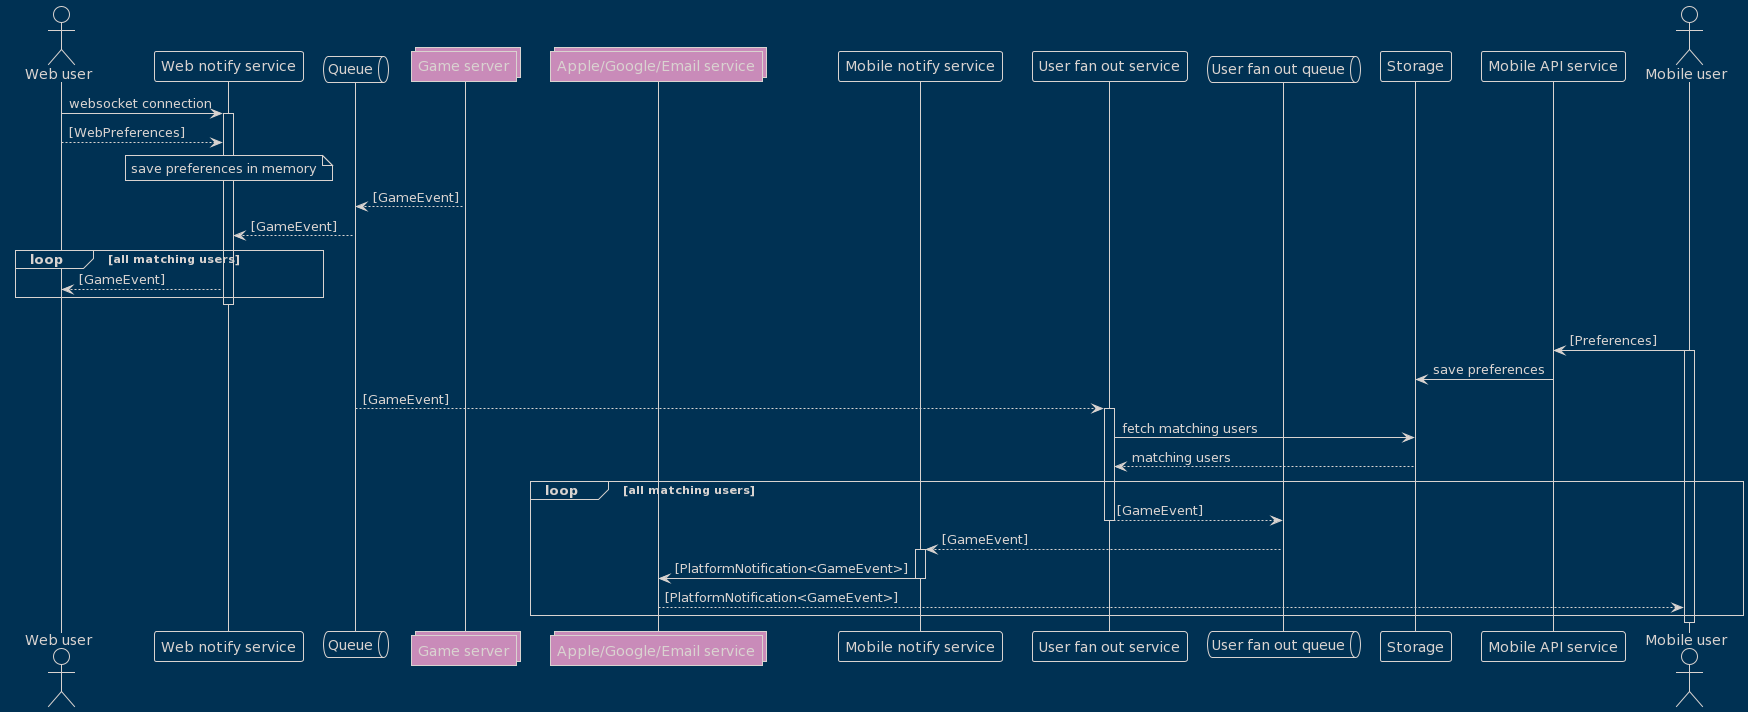 Web user
Web notify service
Queue
Game server
Apple/Google/Email service
Mobile notify service
User fan out service
User fan out queue
Storage
Mobile API service
Mobile user
websocket connection
[WebPreferences]
save preferences in memory
[GameEvent]
[GameEvent]
loop
[all matching users]
[GameEvent]
[Preferences]
save preferences
[GameEvent]
fetch matching users
matching users
loop
[all matching users]
[GameEvent]
[GameEvent]
[PlatformNotification<GameEvent>]
[PlatformNotification<GameEvent>]
Web user
Web notify service
Queue
Game server
Apple/Google/Email service
Mobile notify service
User fan out service
User fan out queue
Storage
Mobile API service
Mobile user